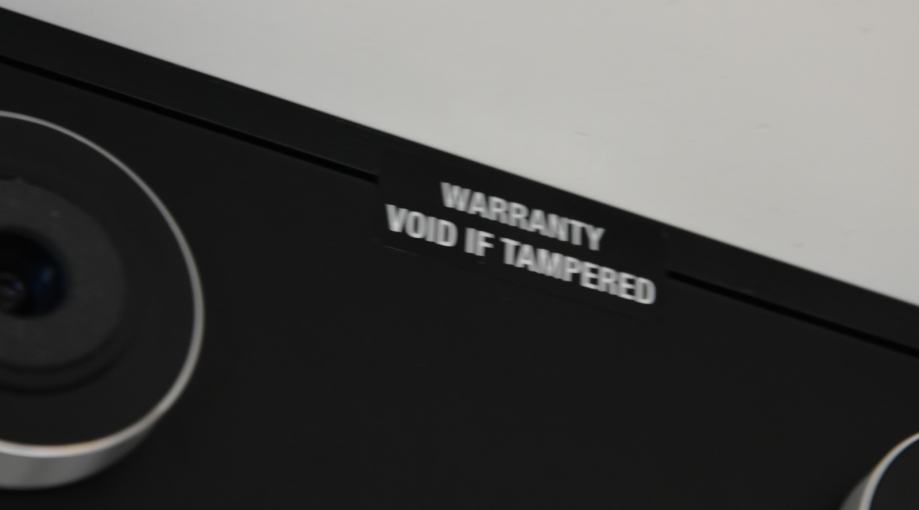 WARRANTY
VOID IF TAMPERED